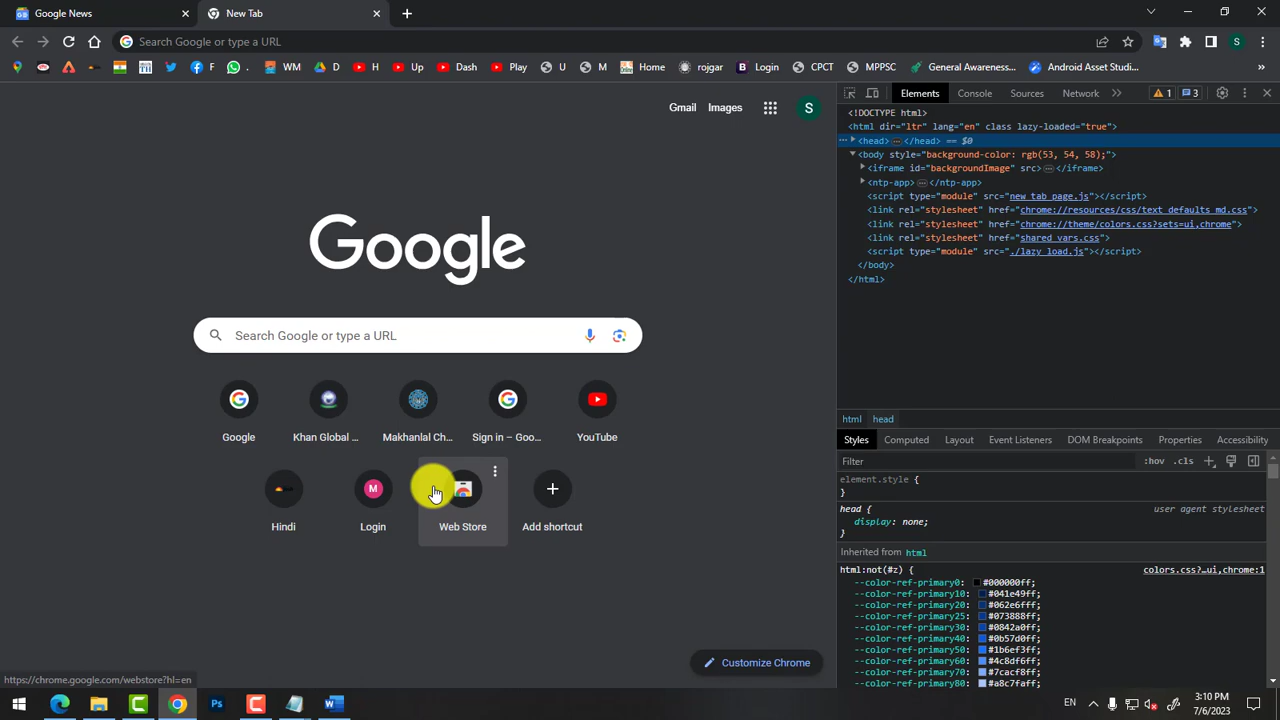 Google News
New Tab
Search Google or type a URL
F
.
WM
D
H
Up
Dash
Play
U
M
Home
rojgar
Login
CPCT
MPPSC
General Awareness...
Android Asset Studi...
»
Gmail
Images
S
Google
Search Google or type a URL
Google
Khan Global ...
Makhanlal Ch...
Sign in – Goo...
YouTube
Hindi
Login
Web Store
Add shortcut
Customize Chrome
https://chrome.google.com/webstore?hl=en
Elements
Console
Sources
Network
1
3
<!DOCTYPE html>
<html dir="ltr" lang="en" class lazy-loaded="true">
<head> ⋯ </head> == $0
<body style="background-color: rgb(53, 54, 58);">
<iframe id="backgroundImage" src> ⋯ </iframe>
<ntp-app> ⋯ </ntp-app>
<script type="module" src="new_tab_page.js"></script>
<link rel="stylesheet" href="chrome://resources/css/text_defaults_md.css">
<link rel="stylesheet" href="chrome://theme/colors.css?sets=ui,chrome">
<link rel="stylesheet" href="shared_vars.css">
<script type="module" src="./lazy_load.js"></script>
</body>
</html>
html
head
Styles
Computed
Layout
Event Listeners
DOM Breakpoints
Properties
Accessibility
Filter
:hov
.cls
element.style {
}
head {
user agent stylesheet
display: none;
}
Inherited from html
html:not(#z) {
colors.css?…ui,chrome:1
--color-ref-primary0: #000000ff;
--color-ref-primary10: #041e49ff;
--color-ref-primary20: #062e6fff;
--color-ref-primary25: #073888ff;
--color-ref-primary30: #0842a0ff;
--color-ref-primary40: #0b57d0ff;
--color-ref-primary50: #1b6ef3ff;
--color-ref-primary60: #4c8df6ff;
--color-ref-primary70: #7cacf8ff;
--color-ref-primary80: #a8c7faff;
EN
3:10 PM
7/6/2023